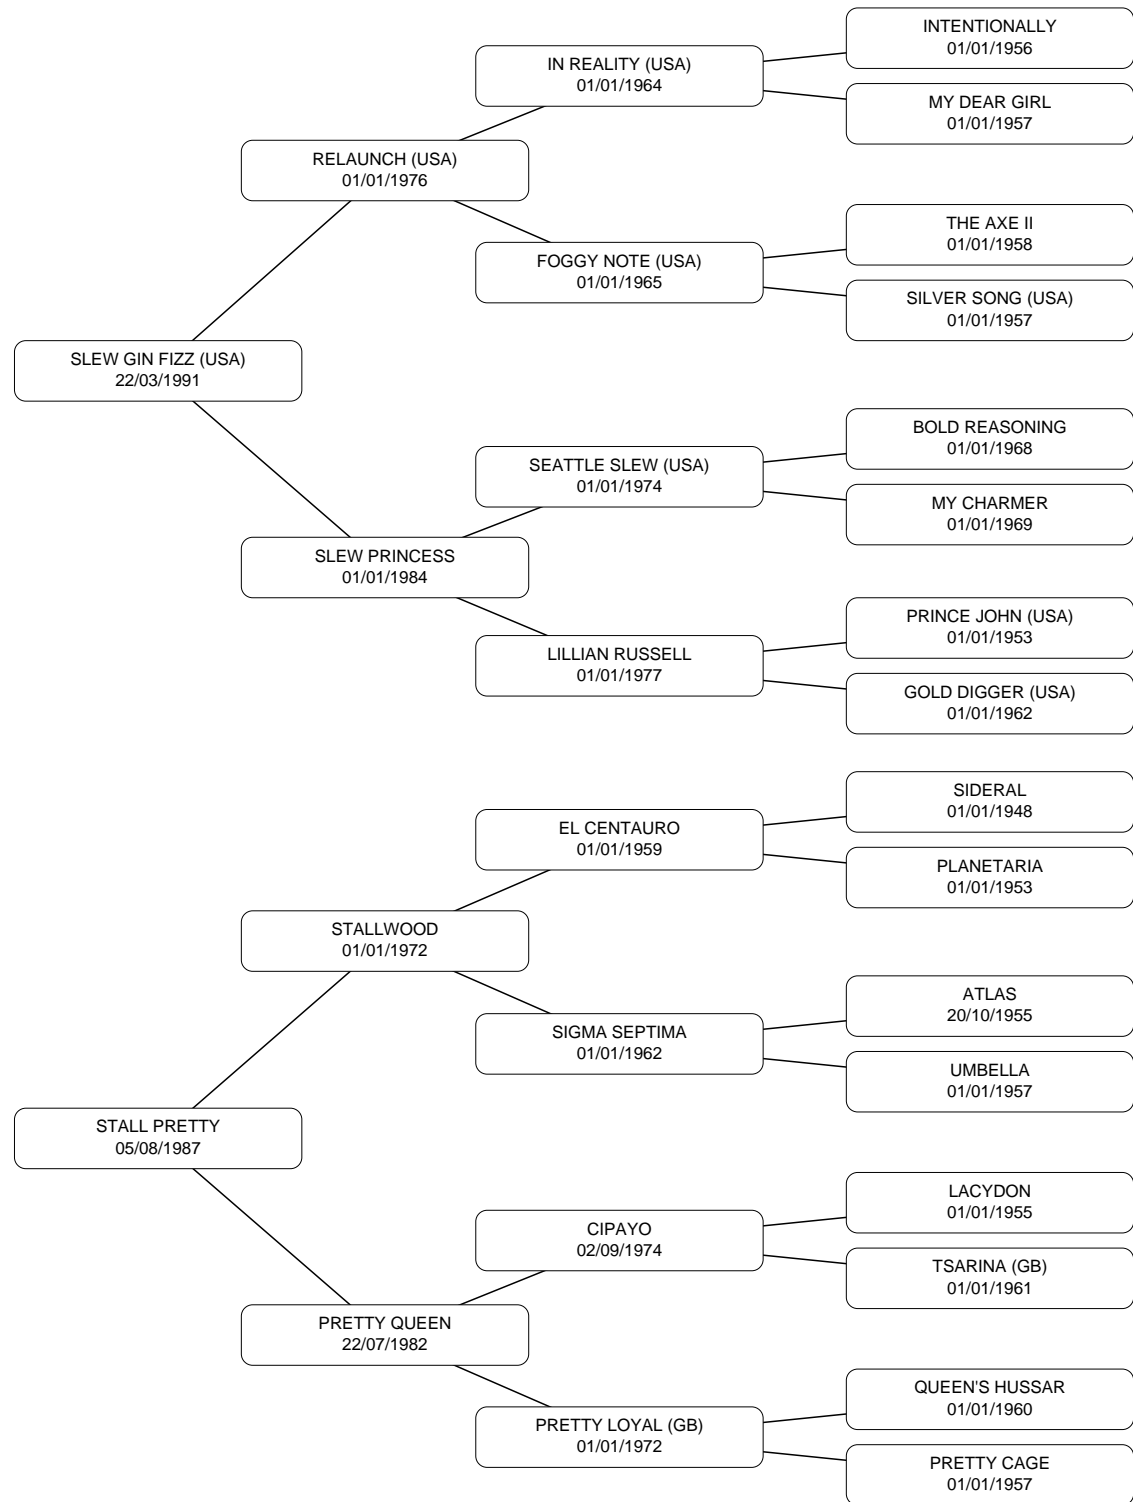 INTENTIONALLY
01/01/1956
IN REALITY (USA)
01/01/1964
MY DEAR GIRL
01/01/1957
RELAUNCH (USA)
01/01/1976
THE AXE II
01/01/1958
FOGGY NOTE (USA)
01/01/1965
SILVER SONG (USA)
01/01/1957
SLEW GIN FIZZ (USA)
22/03/1991
BOLD REASONING
01/01/1968
SEATTLE SLEW (USA)
01/01/1974
MY CHARMER
01/01/1969
SLEW PRINCESS
01/01/1984
PRINCE JOHN (USA)
01/01/1953
LILLIAN RUSSELL
01/01/1977
GOLD DIGGER (USA)
01/01/1962
SIDERAL
01/01/1948
EL CENTAURO
01/01/1959
PLANETARIA
01/01/1953
STALLWOOD
01/01/1972
ATLAS
20/10/1955
SIGMA SEPTIMA
01/01/1962
UMBELLA
01/01/1957
STALL PRETTY
05/08/1987
LACYDON
01/01/1955
CIPAYO
02/09/1974
TSARINA (GB)
01/01/1961
PRETTY QUEEN
22/07/1982
QUEEN'S HUSSAR
01/01/1960
PRETTY LOYAL (GB)
01/01/1972
PRETTY CAGE
01/01/1957